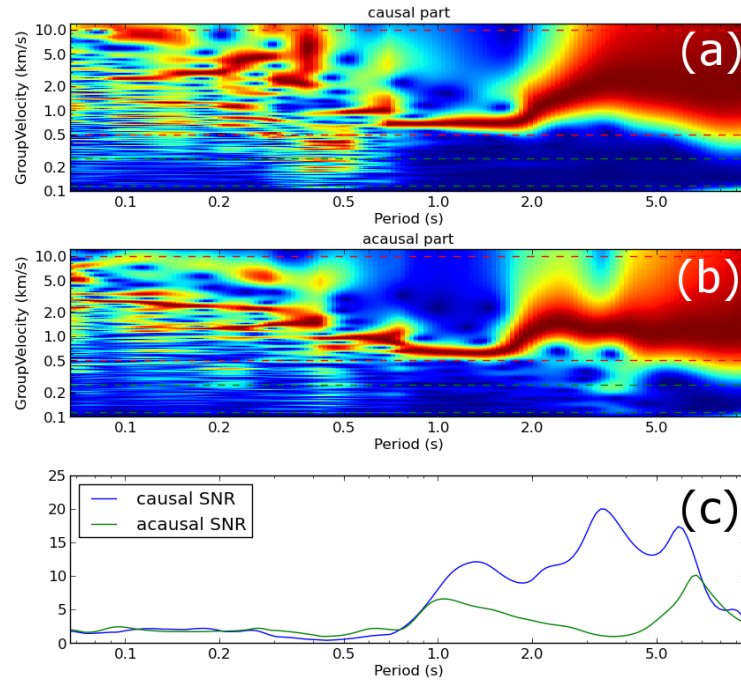 causal part
(a)
GroupVelocity (km/s)
10.0
5.0
2.0
1.0
0.5
0.2
0.1
0.1 0.2 0.5 1.0 2.0 5.0
Period (s)
acausal part
(b)
GroupVelocity (km/s)
10.0
5.0
2.0
1.0
0.5
0.2
0.1
0.1 0.2 0.5 1.0 2.0 5.0
Period (s)
(c)
causal SNR
acausal SNR
25
20
15
10
5
0
0.1 0.2 0.5 1.0 2.0 5.0
Period (s)